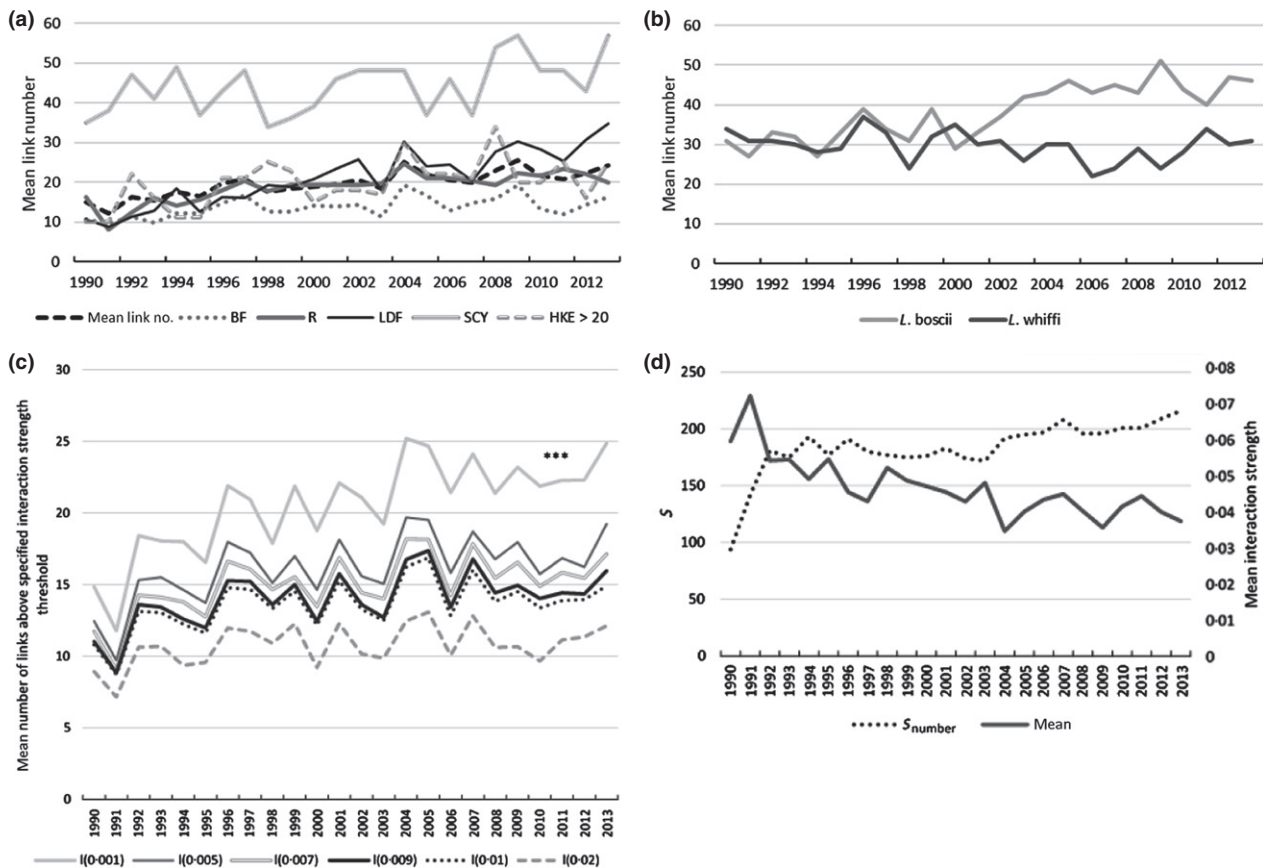 (a)
60
50
40
30
20
10
0
Mean link number
1990 1992 1994 1996 1998 2000 2002 2004 2006 2008 2010 2012
Mean link no. BF R LDF SCY HKE > 20
(b)
60
50
40
30
20
10
0
Mean link number
1990 1992 1994 1996 1998 2000 2002 2004 2006 2008 2010 2012
L. boscii L. whiffi
(c)
30
25
20
15
10
5
0
Mean number of links above specified interaction strength
threshold
***
1990 1991 1992 1993 1994 1995 1996 1997 1998 1999 2000 2001 2002 2003 2004 2005 2006 2007 2008 2009 2010 2011 2012 2013
I(0·001) I(0·005) I(0·007) I(0·009) I(0·01) I(0·02)
(d)
250
200
150
100
50
0
S
0·08
0·07
0·06
0·05
0·04
0·03
0·02
0·01
0
Mean interaction strength
1990 1991 1992 1993 1994 1995 1996 1997 1998 1999 2000 2001 2002 2003 2004 2005 2006 2007 2008 2009 2010 2011 2012 2013
S number Mean